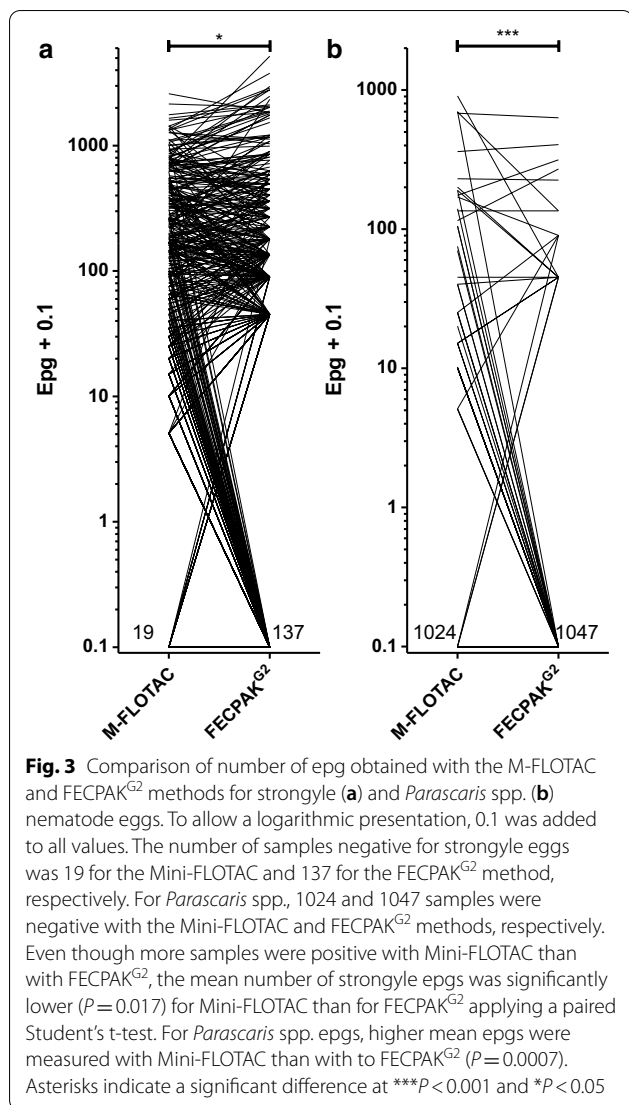 a
*
Epg + 0.1
1000
100
10
1
0.1
19
137
M-FLOTAC
FECPAKG2
b
***
Epg + 0.1
1000
100
10
1
0.1
1024
1047
M-FLOTAC
FECPAKG2
Fig. 3 Comparison of number of epg obtained with the M-FLOTAC
and FECPAKG2 methods for strongyle (a) and Parascaris spp. (b)
nematode eggs. To allow a logarithmic presentation, 0.1 was added
to all values. The number of samples negative for strongyle eggs
was 19 for the Mini-FLOTAC and 137 for the FECPAKG2 method,
respectively. For Parascaris spp., 1024 and 1047 samples were
negative with the Mini-FLOTAC and FECPAKG2 methods, respectively.
Even though more samples were positive with Mini-FLOTAC than
with FECPAKG2, the mean number of strongyle epgs was significantly
lower (P = 0.017) for Mini-FLOTAC than for FECPAKG2 applying a paired
Student's t-test. For Parascaris spp. epgs, higher mean epgs were
measured with Mini-FLOTAC than with to FECPAKG2 (P = 0.0007).
Asterisks indicate a significant difference at ***P < 0.001 and *P < 0.05